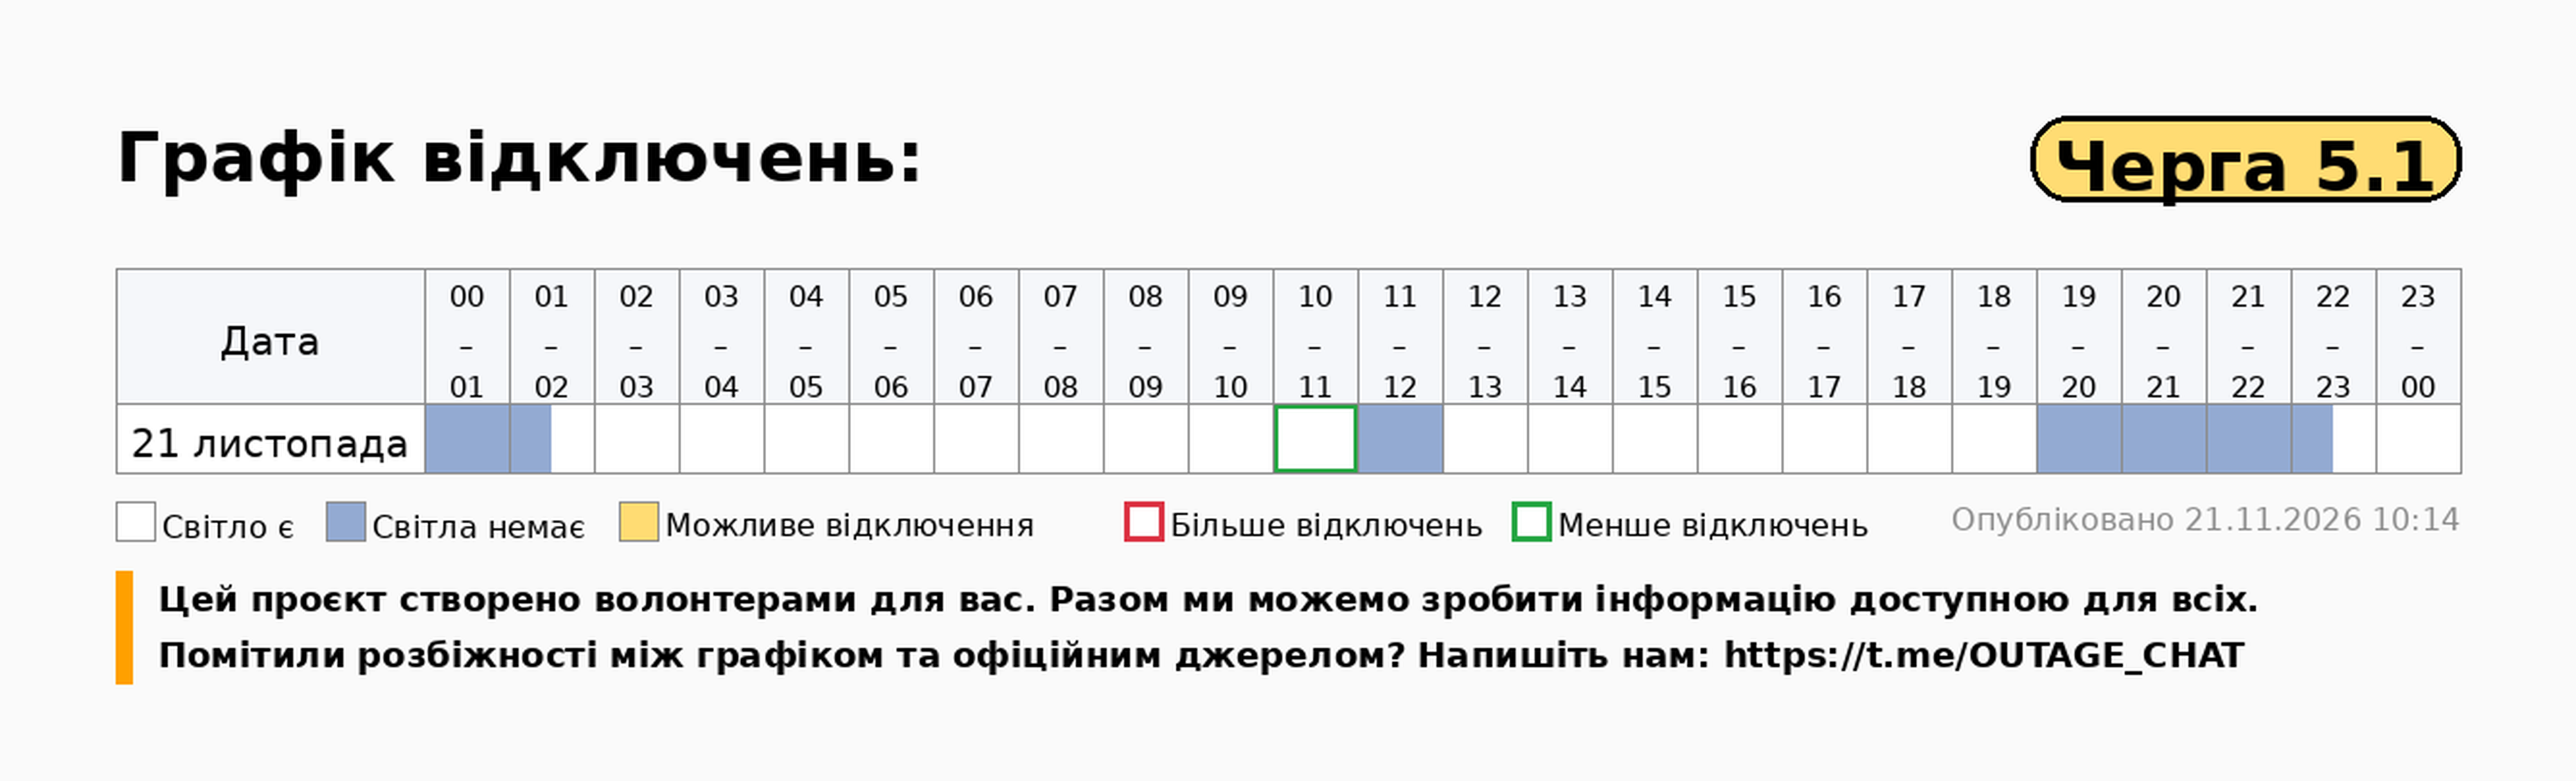 Графік відключень:
Черга 5.1
Дата
00 – 01
01 – 02
02 – 03
03 – 04
04 – 05
05 – 06
06 – 07
07 – 08
08 – 09
09 – 10
10 – 11
11 – 12
12 – 13
13 – 14
14 – 15
15 – 16
16 – 17
17 – 18
18 – 19
19 – 20
20 – 21
21 – 22
22 – 23
23 – 00
21 листопада
Світло є
Світла немає
Можливе відключення
Більше відключень
Менше відключень
Опубліковано 21.11.2026 10:14
Цей проєкт створено волонтерами для вас. Разом ми можемо зробити інформацію доступною для всіх.
Помітили розбіжності між графіком та офіційним джерелом? Напишіть нам: https://t.me/OUTAGE_CHAT